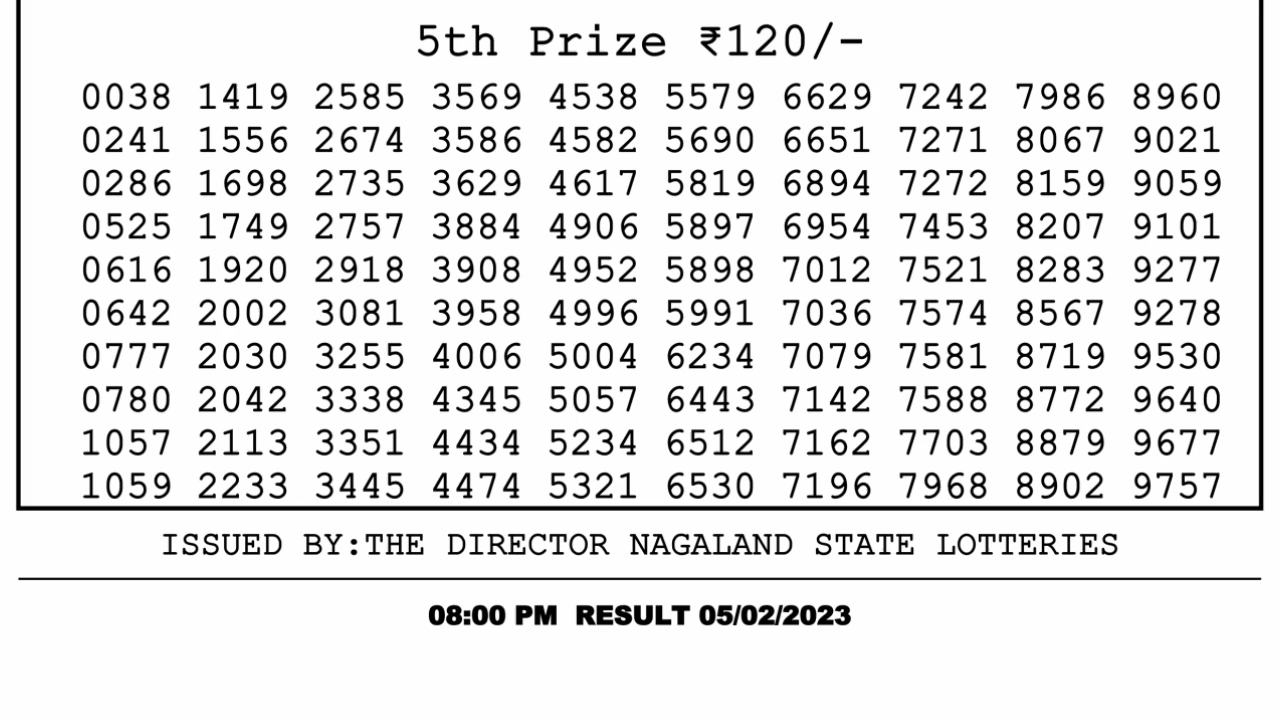 5th Prize ₹120/-
0038 1419 2585 3569 4538 5579 6629 7242 7986 8960
0241 1556 2674 3586 4582 5690 6651 7271 8067 9021
0286 1698 2735 3629 4617 5819 6894 7272 8159 9059
0525 1749 2757 3884 4906 5897 6954 7453 8207 9101
0616 1920 2918 3908 4952 5898 7012 7521 8283 9277
0642 2002 3081 3958 4996 5991 7036 7574 8567 9278
0777 2030 3255 4006 5004 6234 7079 7581 8719 9530
0780 2042 3338 4345 5057 6443 7142 7588 8772 9640
1057 2113 3351 4434 5234 6512 7162 7703 8879 9677
1059 2233 3445 4474 5321 6530 7196 7968 8902 9757
ISSUED BY:THE DIRECTOR NAGALAND STATE LOTTERIES
08:00 PM RESULT 05/02/2023